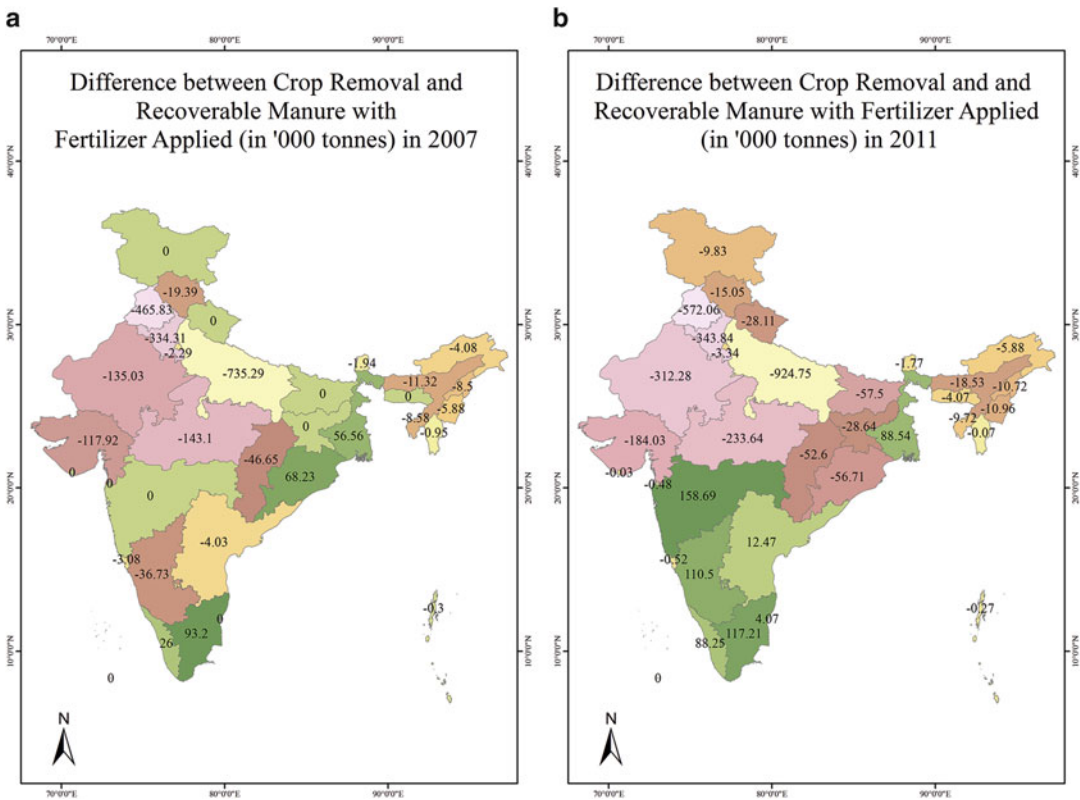 a
70°0'0"E 80°0'0"E 90°0'0"E
Difference between Crop Removal and
Recoverable Manure with
Fertilizer Applied (in '000 tonnes) in 2007
40°0'0"N
40°0'0"N
0
-19.39
-465.83
0
30°0'0"N
30°0'0"N
-334.31
-2.29
-4.08
-1.94
-735.29
-135.03
-11.32
-8.5
0
0
-5.88
-8.58
0
-0.95
-117.92
-143.1
56.56
-46.65
0
68.23
0
0
20°0'0"N
20°0'0"N
-4.03
-3.08
-36.73
0
-0.3
93.2
26
10°0'0"N
10°0'0"N
0
N
70°0'0"E 80°0'0"E 90°0'0"E
b
70°0'0"E 80°0'0"E 90°0'0"E
Difference between Crop Removal and and
Recoverable Manure with Fertilizer Applied
(in '000 tonnes) in 2011
40°0'0"N
40°0'0"N
-9.83
-15.05
-572.06
-28.11
30°0'0"N
30°0'0"N
-343.84
-3.34
-5.88
-1.77
-924.75
-312.28
-18.53
-10.72
-57.5
-4.07
-10.96
-9.72
-28.64
-0.07
-184.03
-233.64
88.54
-52.6
-0.03
-56.71
-0.48
158.69
20°0'0"N
20°0'0"N
12.47
-0.52
110.5
4.07
-0.27
117.21
88.25
10°0'0"N
10°0'0"N
0
N
70°0'0"E 80°0'0"E 90°0'0"E